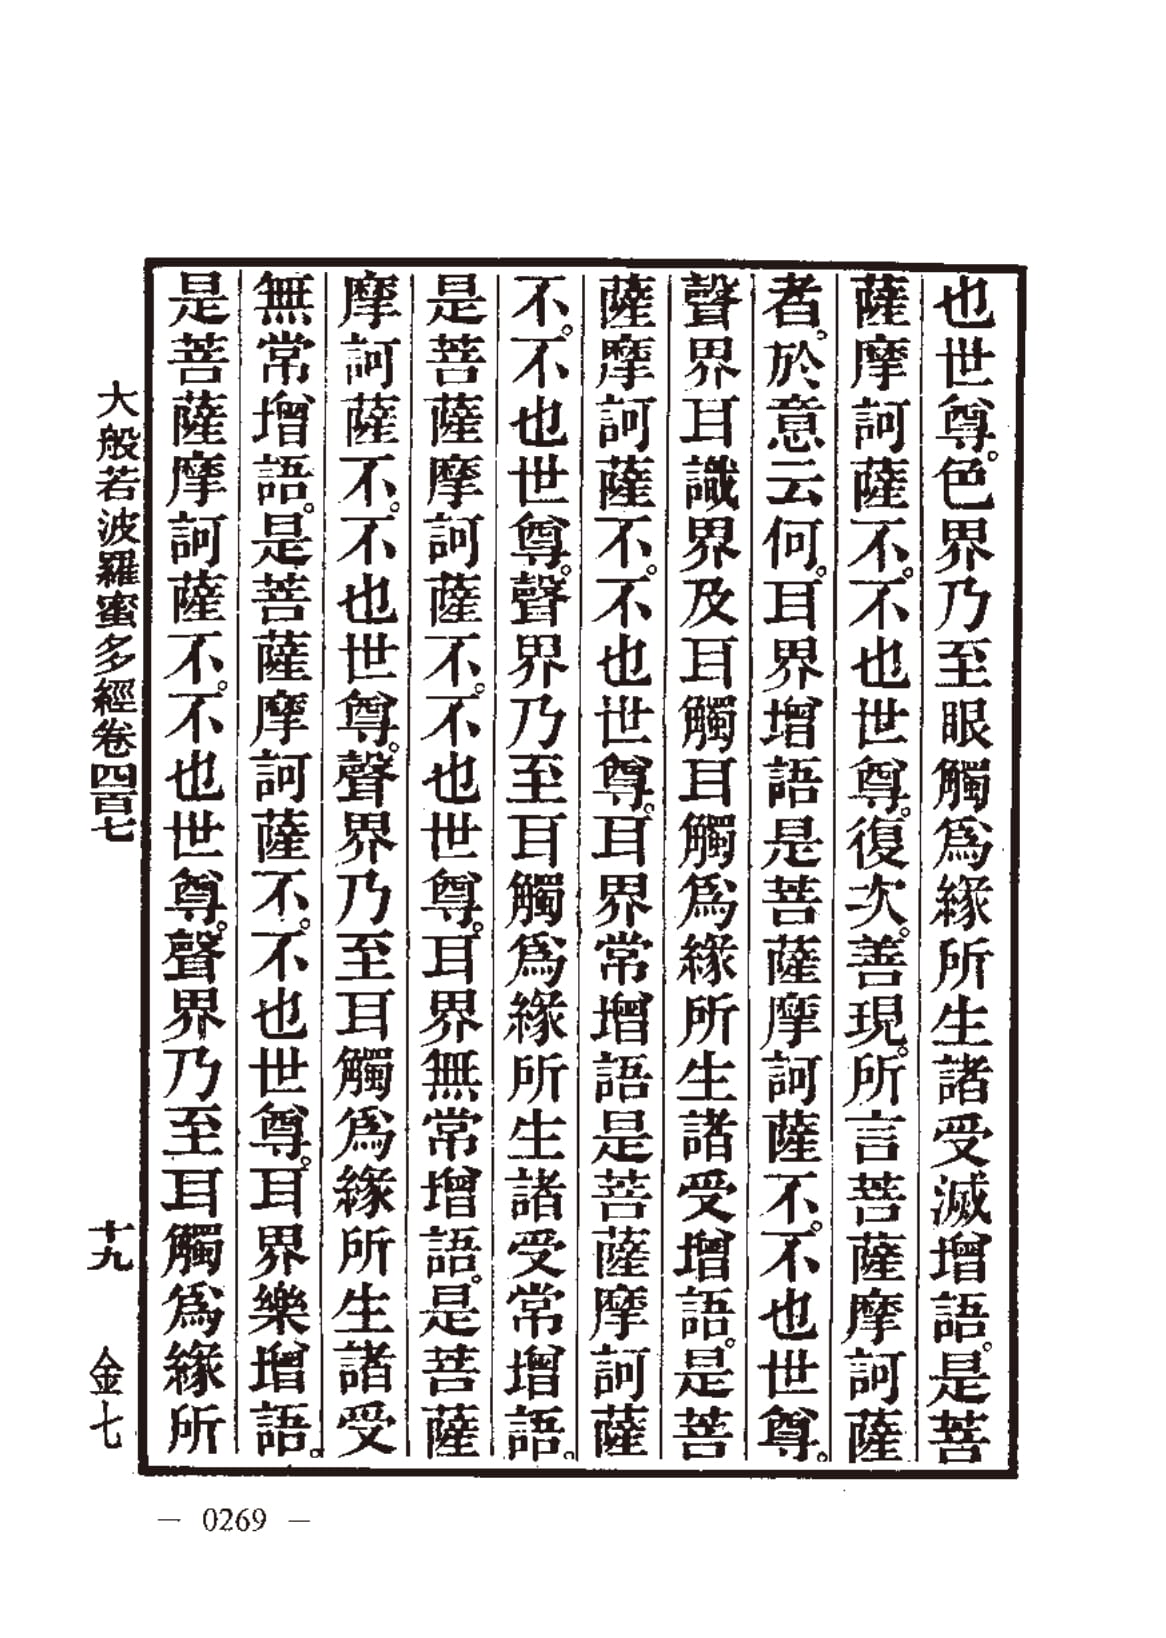 也世尊。色界乃至眼觸爲緣所生諸受滅增語。是菩
薩摩訶薩不。不也世尊。復次。善現。所言菩薩摩訶薩
者。於意云何。耳界增語是菩薩摩訶薩不。不也世尊。
聲界耳識界及耳觸耳觸爲緣所生諸受增語。是菩
薩摩訶薩不。不也世尊。耳界常增語是菩薩摩訶薩
不。不也世尊。聲界乃至耳觸爲緣所生諸受常增語。
是菩薩摩訶薩不。不也世尊。耳界無常增語。是菩薩
摩訶薩不。不也世尊。聲界乃至耳觸爲緣所生諸受
無常增語。是菩薩摩訶薩不。不也世尊。耳界樂增語。
是菩薩摩訶薩不。不也世尊。聲界乃至耳觸爲緣所
大般若波羅蜜多經卷四百七 十九 金七
— 0269 —